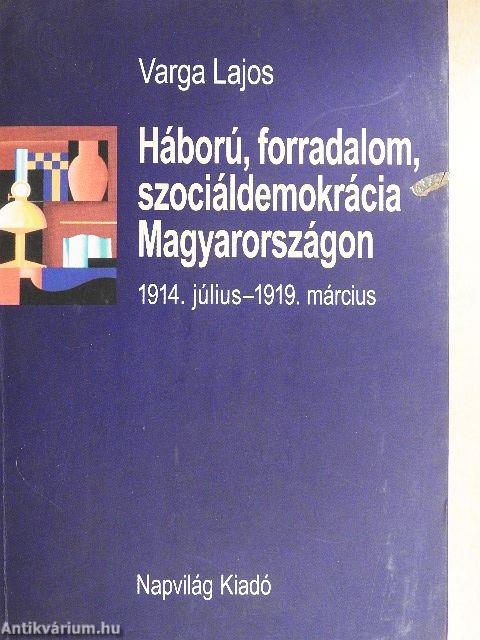 Varga Lajos
Háború, forradalom,
szociáldemokrácia
Magyarországon
1914. július–1919. március
Napvilág Kiadó
Antikvárium.hu